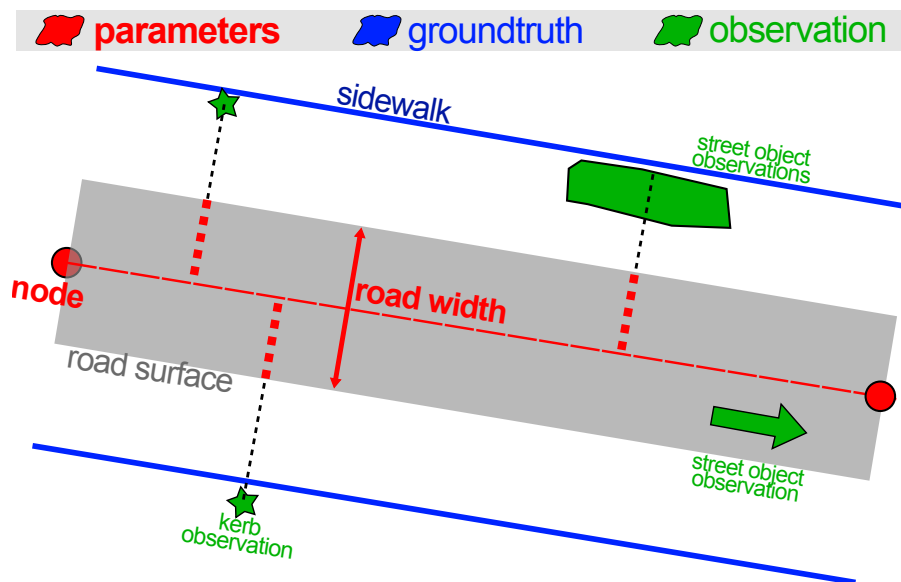 parameters groundtruth observation
sidewalk
street object
observations
node
road width
road surface
street object
observation
kerb
observation